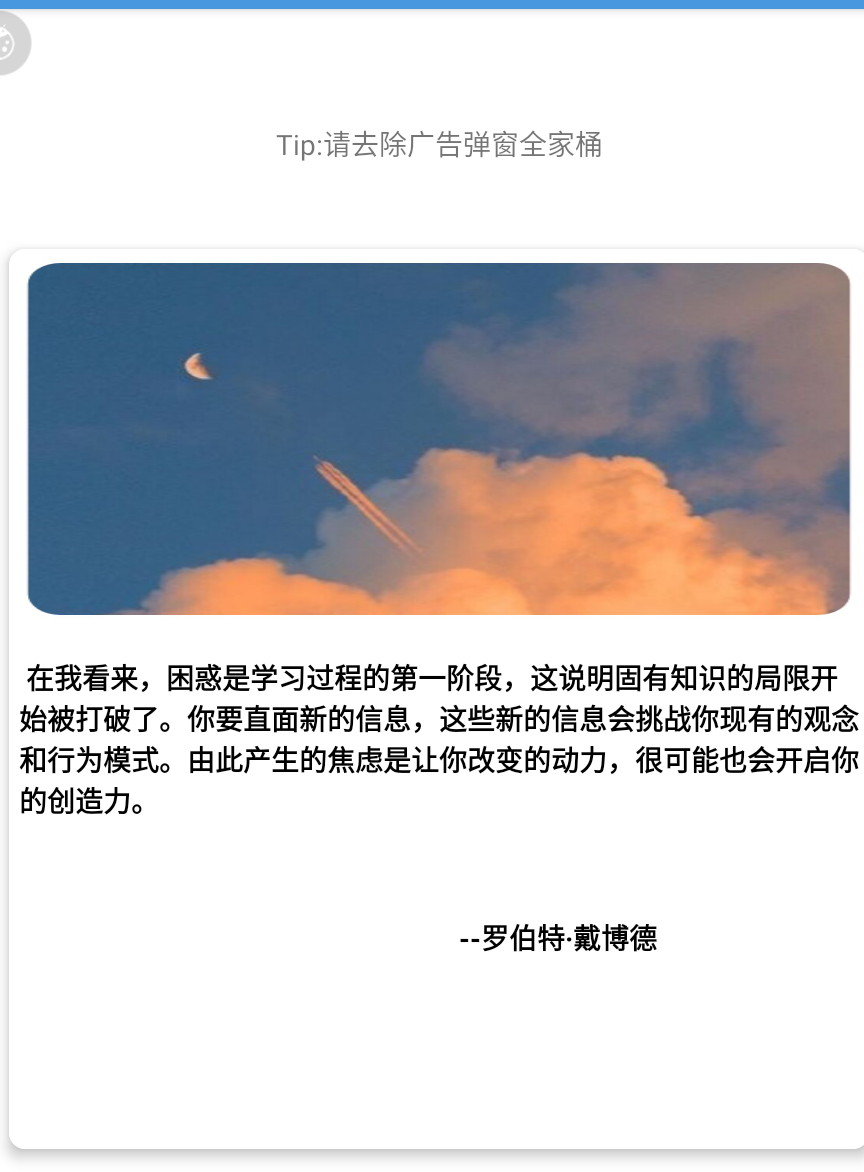 Tip:请去除广告弹窗全家桶
在我看来，困惑是学习过程的第一阶段，这说明固有知识的局限开
始被打破了。你要直面新的信息，这些新的信息会挑战你现有的观念
和行为模式。由此产生的焦虑是让你改变的动力，很可能也会开启你
的创造力。
--罗伯特·戴博德